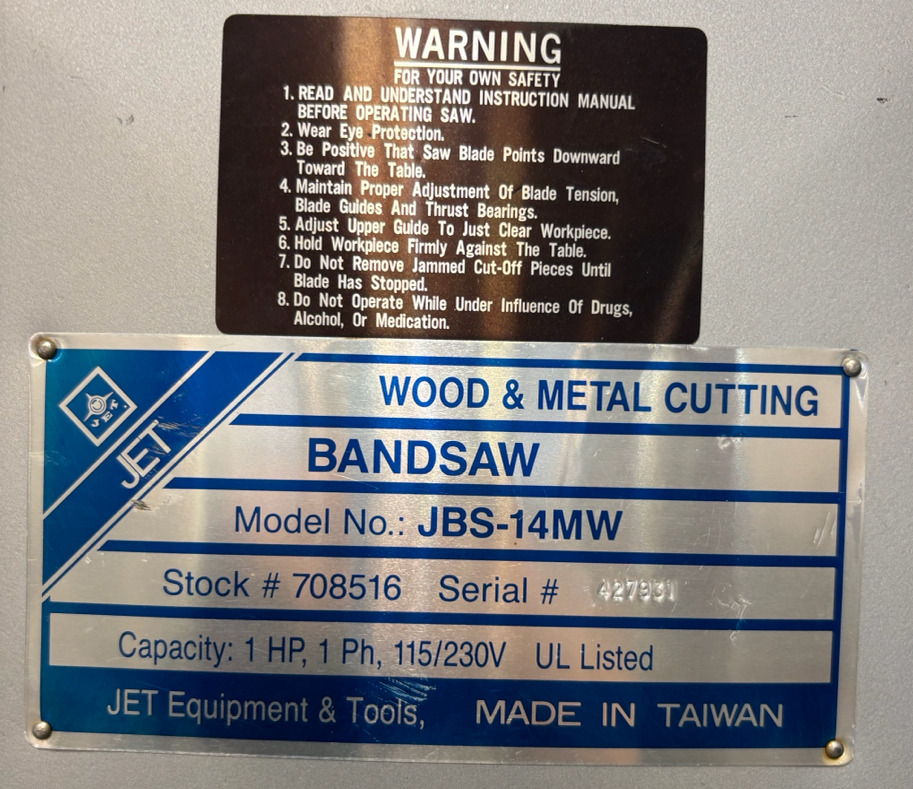 WARNING
FOR YOUR OWN SAFETY
1. READ AND UNDERSTAND INSTRUCTION MANUAL
BEFORE OPERATING SAW.
2. Wear Eye Protection.
3. Be Positive That Saw Blade Points Downward
Toward The Table.
4. Maintain Proper Adjustment Of Blade Tension,
Blade Guides And Thrust Bearings.
5. Adjust Upper Guide To Just Clear Workpiece.
6. Hold Workpiece Firmly Against The Table.
7. Do Not Remove Jammed Cut-Off Pieces Until
Blade Has Stopped.
8. Do Not Operate While Under Influence Of Drugs,
Alcohol, Or Medication.
JET
JET
WOOD & METAL CUTTING
BANDSAW
Model No.: JBS-14MW
Stock # 708516 Serial # 427931
Capacity: 1 HP, 1 Ph, 115/230V UL Listed
JET Equipment & Tools, MADE IN TAIWAN